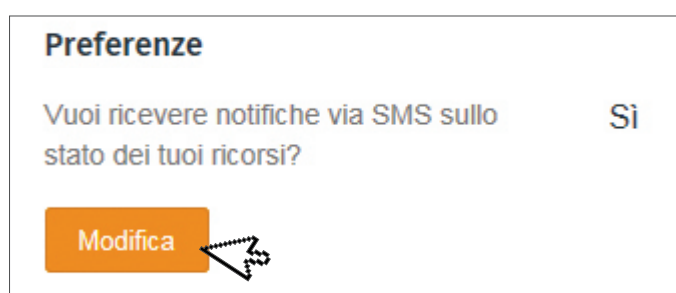 Preferenze
Vuoi ricevere notifiche via SMS sullo Sì
stato dei tuoi ricorsi?
Modifica